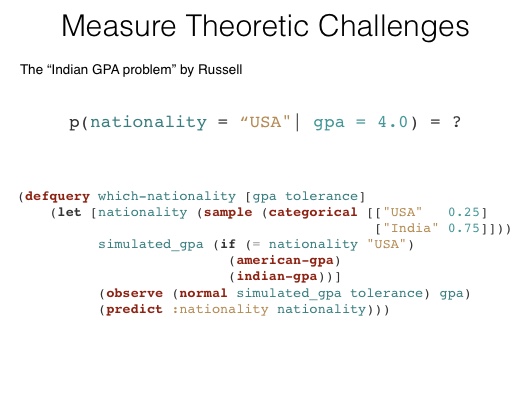 Measure Theoretic Challenges
The “Indian GPA problem” by Russell
p(nationality = “USA"| gpa = 4.0) = ?
(defquery which-nationality [gpa tolerance]
(let [nationality (sample (categorical [["USA" 0.25]
["India" 0.75]]))
simulated_gpa (if (= nationality "USA")
(american-gpa)
(indian-gpa))]
(observe (normal simulated_gpa tolerance) gpa)
(predict :nationality nationality)))